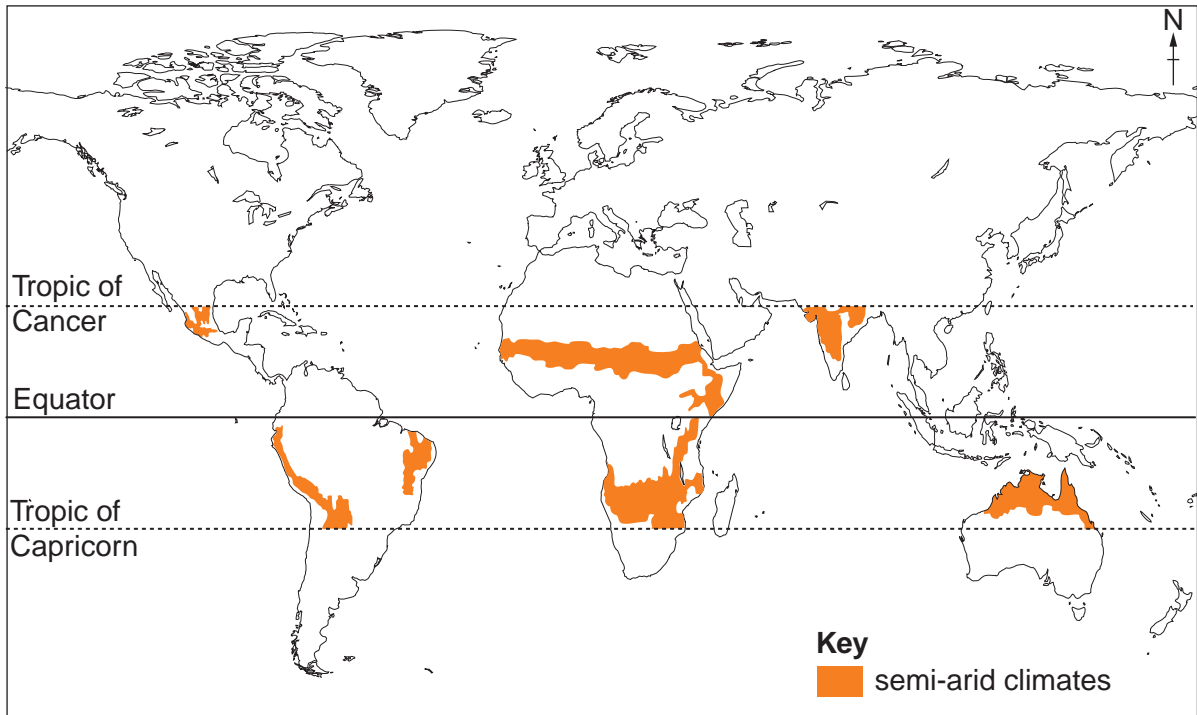 N
Tropic of
Cancer
Equator
Tropic of
Capricorn
Key
semi-arid climates